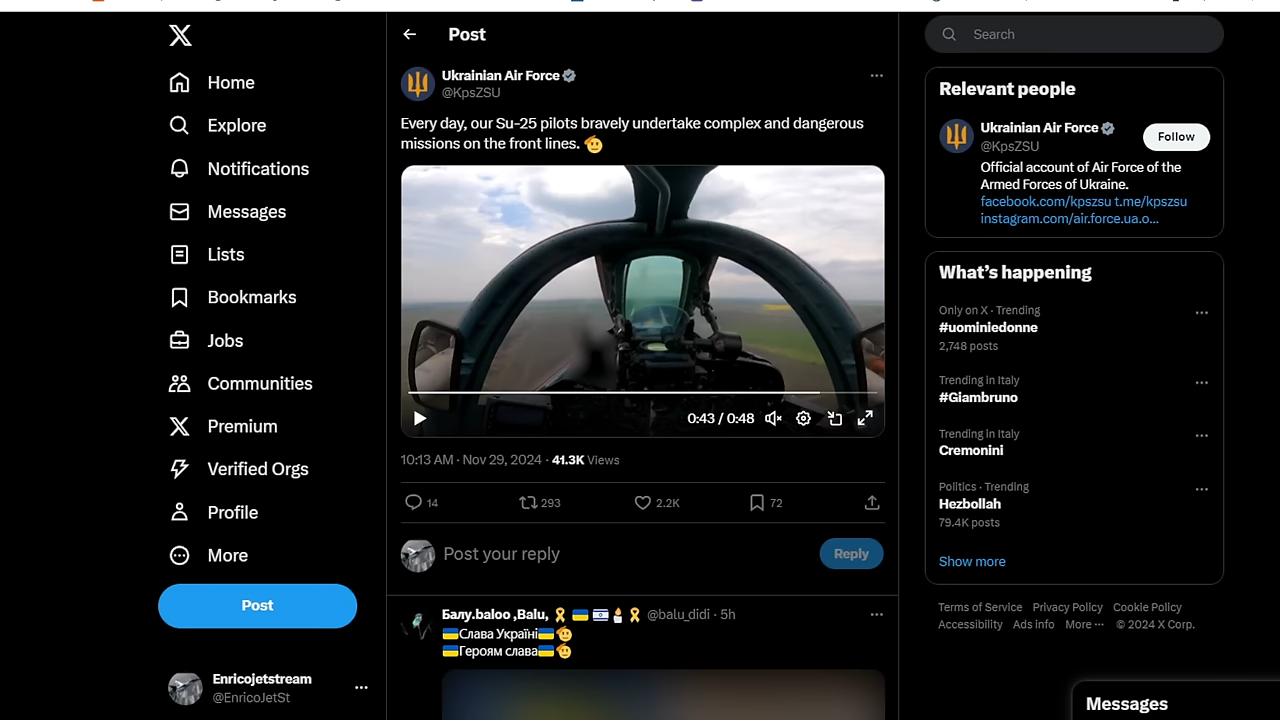 Home
Explore
Notifications
Messages
Lists
Bookmarks
Jobs
Communities
Premium
Verified Orgs
Profile
More
Post
Enricojetstream
@EnricoJetSt
Post
Ukrainian Air Force
@KpsZSU
Every day, our Su-25 pilots bravely undertake complex and dangerous
missions on the front lines.
0:43 / 0:48
10:13 AM · Nov 29, 2024 · 41.3K Views
14 293 2.2K 72
Post your reply
Reply
Балу.baloo ,Balu, @balu_didi · 5h
Слава Україні
Героям слава
Search
Relevant people
Ukrainian Air Force
@KpsZSU
Follow
Official account of Air Force of the
Armed Forces of Ukraine.
facebook.com/kpszsu t.me/kpszsu
instagram.com/air.force.ua.o…
What's happening
Only on X · Trending
#uominiedonne
2,748 posts
Trending in Italy
#Giambruno
Trending in Italy
Cremonini
Politics · Trending
Hezbollah
79.4K posts
Show more
Terms of Service Privacy Policy Cookie Policy
Accessibility Ads info More ··· © 2024 X Corp.
Messages